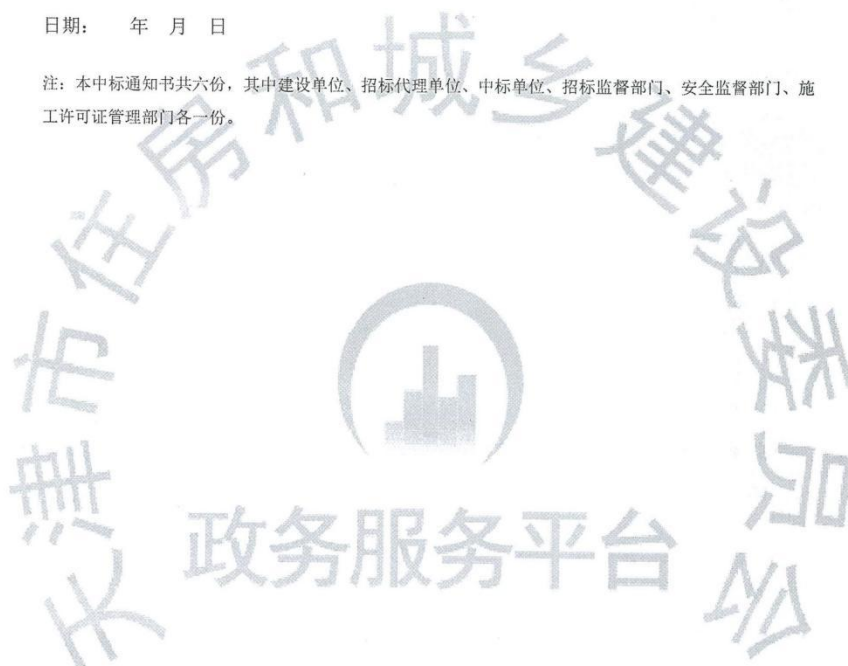 日期： 年 月 日
注：本中标通知书共六份，其中建设单位、招标代理单位、中标单位、招标监督部门、安全监督部门、施
工许可证管理部门各一份。
天津市住房和城乡建设委员会
政务服务平台